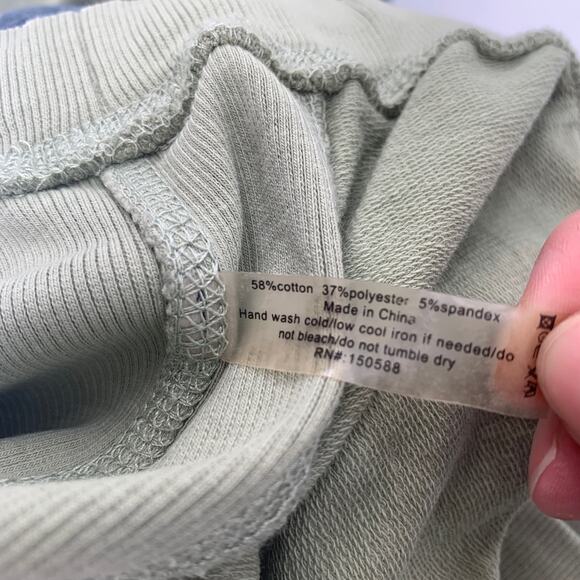 58%cotton 37%polyester 5%spandex
Made in China
Hand wash cold/low cool iron if needed/do
not bleach/do not tumble dry
RN#:150588